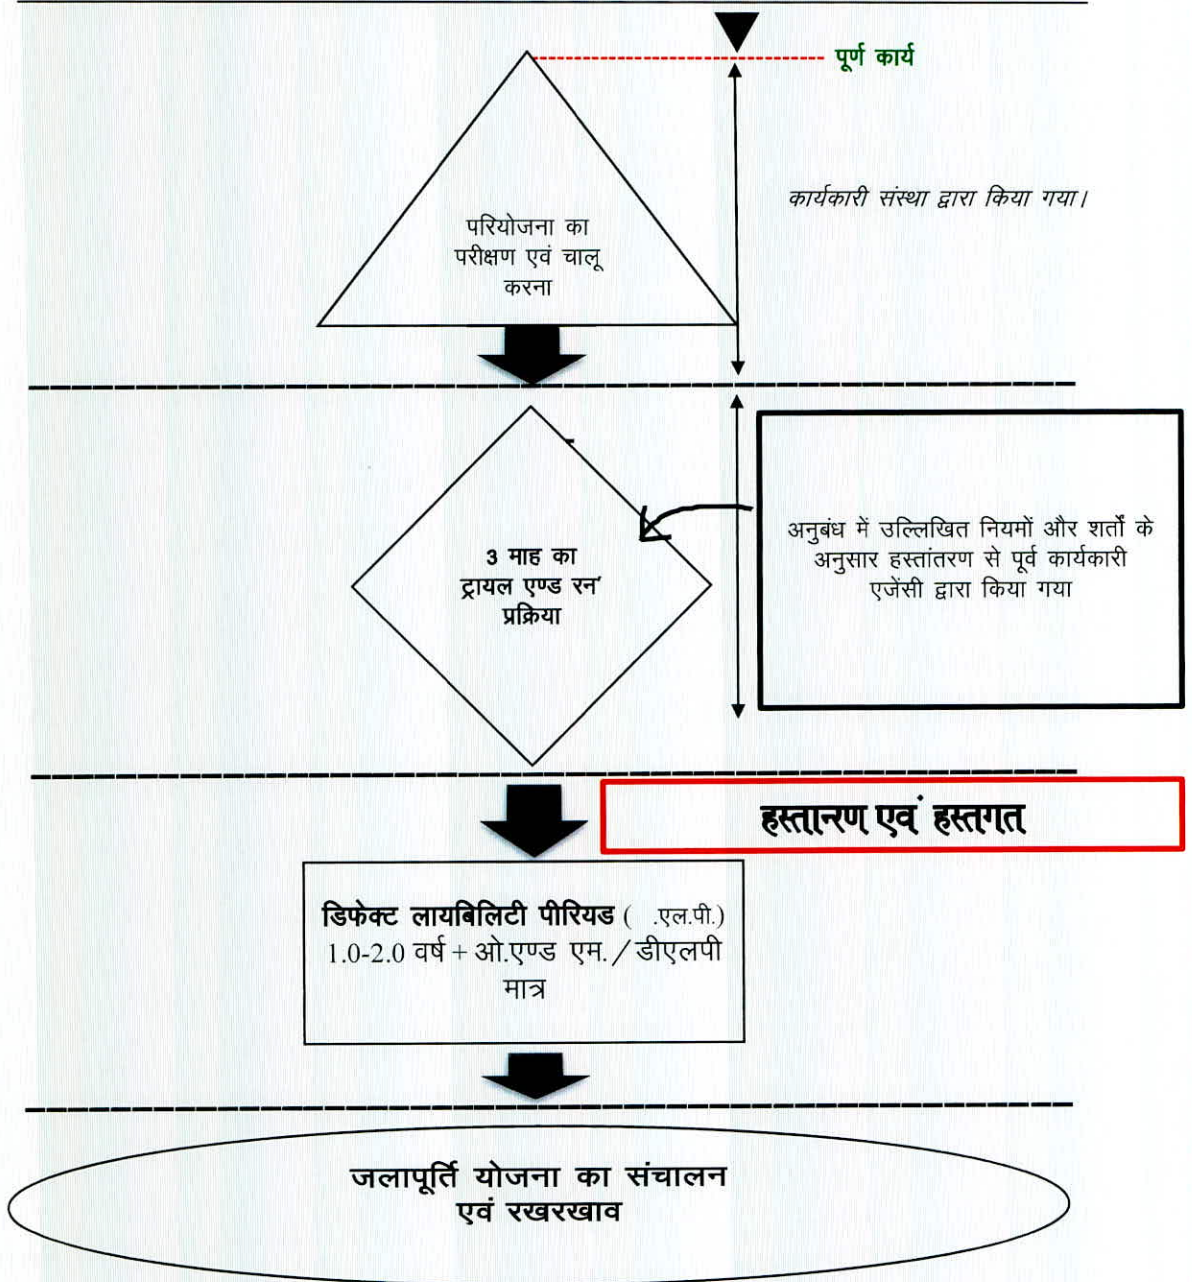 पूर्ण कार्य
कार्यकारी संस्था द्वारा किया गया।
परियोजना का
परीक्षण एवं चालू
करना
3 माह का
ट्रायल एण्ड रन'
प्रक्रिया
अनुबंध में उल्लिखित नियमों और शर्तों के
अनुसार हस्तांतरण से पूर्व कार्यकारी
एजेंसी द्वारा किया गया
हस्तान्रण एवं हस्तगत
डिफेक्ट लायबिलिटी पीरियड ( .एल.पी.)
1.0-2.0 वर्ष + ओ.एण्ड एम./डीएलपी
मात्र
जलापूर्ति योजना का संचालन
एवं रखरखाव